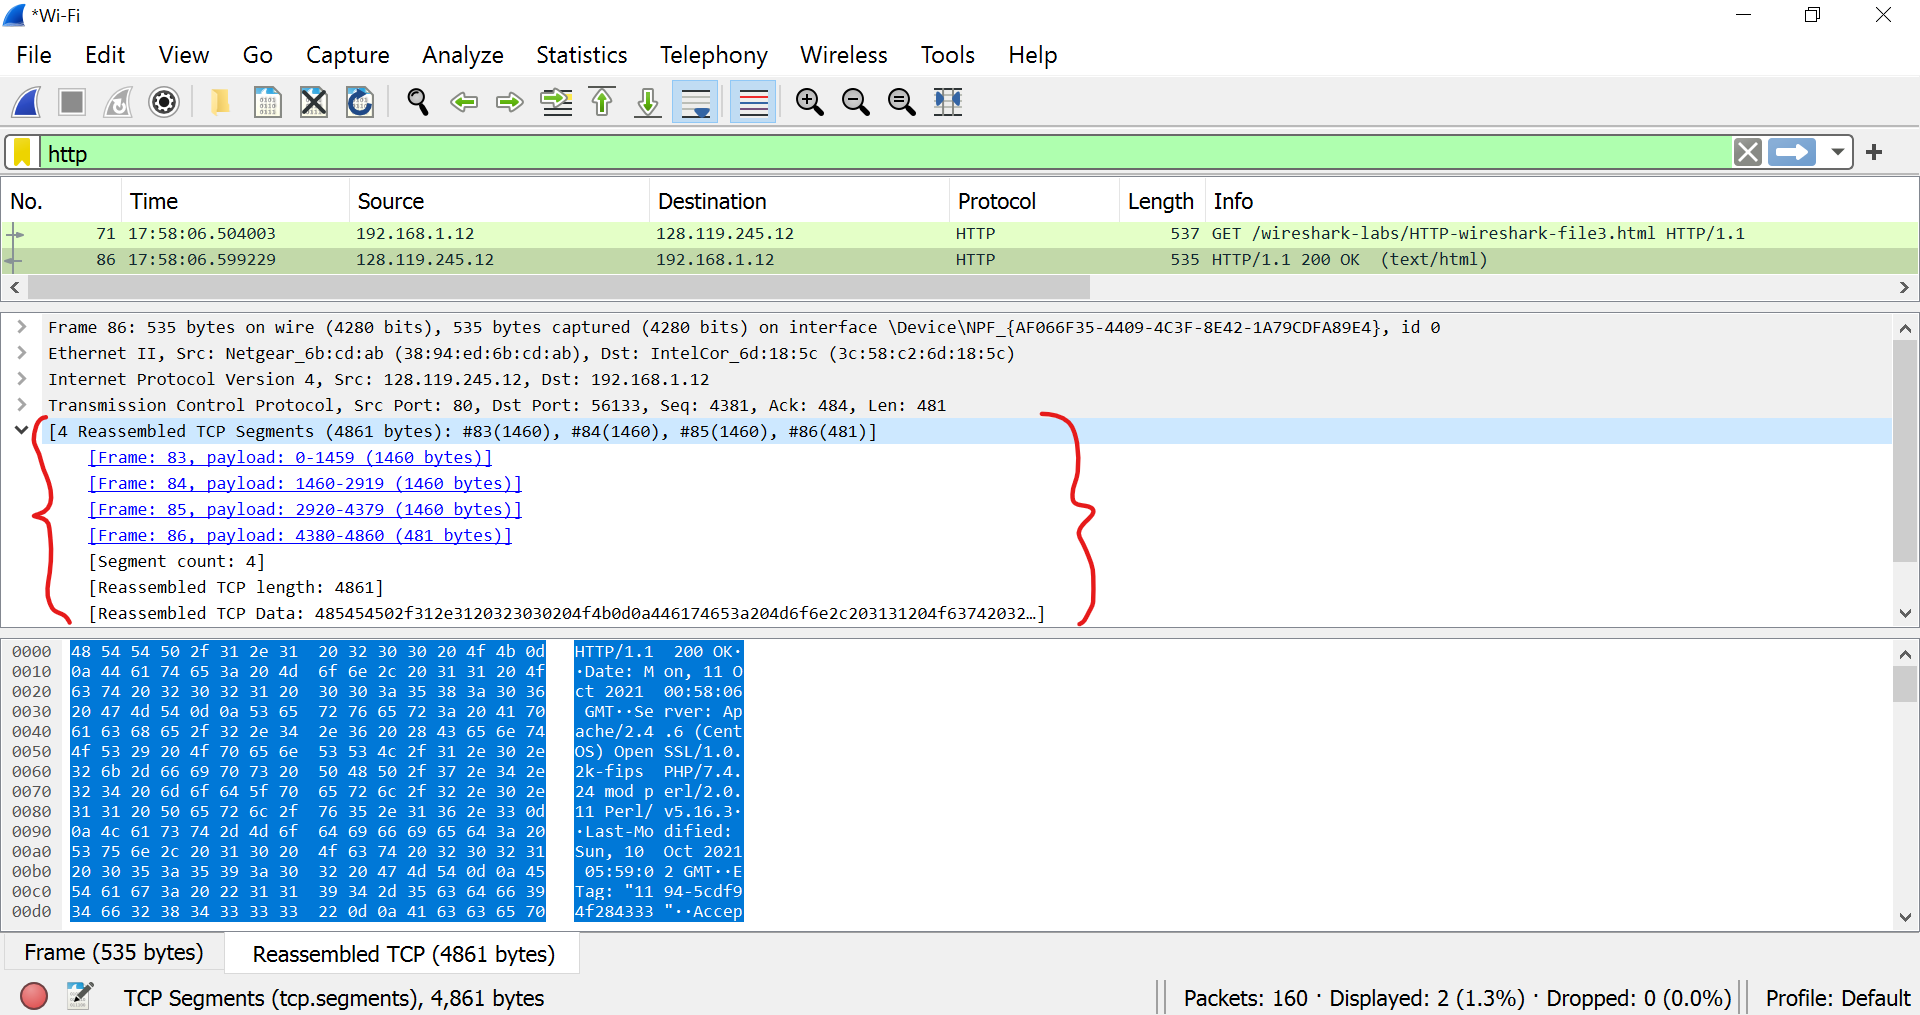 *Wi-Fi
File Edit View Go Capture Analyze Statistics Telephony Wireless Tools Help
http
No. Time Source Destination Protocol Length Info
71 17:58:06.504003 192.168.1.12 128.119.245.12 HTTP 537 GET /wireshark-labs/HTTP-wireshark-file3.html HTTP/1.1
86 17:58:06.599229 128.119.245.12 192.168.1.12 HTTP 535 HTTP/1.1 200 OK (text/html)
Frame 86: 535 bytes on wire (4280 bits), 535 bytes captured (4280 bits) on interface \Device\NPF_{AF066F35-4409-4C3F-8E42-1A79CDFA89E4}, id 0
Ethernet II, Src: Netgear_6b:cd:ab (38:94:ed:6b:cd:ab), Dst: IntelCor_6d:18:5c (3c:58:c2:6d:18:5c)
Internet Protocol Version 4, Src: 128.119.245.12, Dst: 192.168.1.12
Transmission Control Protocol, Src Port: 80, Dst Port: 56133, Seq: 4381, Ack: 484, Len: 481
[4 Reassembled TCP Segments (4861 bytes): #83(1460), #84(1460), #85(1460), #86(481)]
[Frame: 83, payload: 0-1459 (1460 bytes)]
[Frame: 84, payload: 1460-2919 (1460 bytes)]
[Frame: 85, payload: 2920-4379 (1460 bytes)]
[Frame: 86, payload: 4380-4860 (481 bytes)]
[Segment count: 4]
[Reassembled TCP length: 4861]
[Reassembled TCP Data: 485454502f312e3120323030204f4b0d0a446174653a204d6f6e2c203131204f63742032…]
0000 48 54 54 50 2f 31 2e 31 20 32 30 30 20 4f 4b 0d HTTP/1.1 200 OK·
0010 0a 44 61 74 65 3a 20 4d 6f 6e 2c 20 31 31 20 4f ·Date: M on, 11 O
0020 63 74 20 32 30 32 31 20 30 30 3a 35 38 3a 30 36 ct 2021 00:58:06
0030 20 47 4d 54 0d 0a 53 65 72 76 65 72 3a 20 41 70 GMT··Se rver: Ap
0040 61 63 68 65 2f 32 2e 34 2e 36 20 28 43 65 6e 74 ache/2.4 .6 (Cent
0050 4f 53 29 20 4f 70 65 6e 53 53 4c 2f 31 2e 30 2e OS) Open SSL/1.0.
0060 32 6b 2d 66 69 70 73 20 50 48 50 2f 37 2e 34 2e 2k-fips PHP/7.4.
0070 32 34 20 6d 6f 64 5f 70 65 72 6c 2f 32 2e 30 2e 24 mod_p erl/2.0.
0080 31 31 20 50 65 72 6c 2f 76 35 2e 31 36 2e 33 0d 11 Perl/ v5.16.3·
0090 0a 4c 61 73 74 2d 4d 6f 64 69 66 69 65 64 3a 20 ·Last-Mo dified:
00a0 53 75 6e 2c 20 31 30 20 4f 63 74 20 32 30 32 31 Sun, 10 Oct 2021
00b0 20 30 35 3a 35 39 3a 30 32 20 47 4d 54 0d 0a 45 05:59:0 2 GMT··E
00c0 54 61 67 3a 20 22 31 31 39 34 2d 35 63 64 66 39 Tag: "11 94-5cdf9
00d0 34 66 32 38 34 33 33 33 22 0d 0a 41 63 63 65 70 4f284333 "··Accep
Frame (535 bytes) Reassembled TCP (4861 bytes)
TCP Segments (tcp.segments), 4,861 bytes Packets: 160 · Displayed: 2 (1.3%) · Dropped: 0 (0.0%) Profile: Default